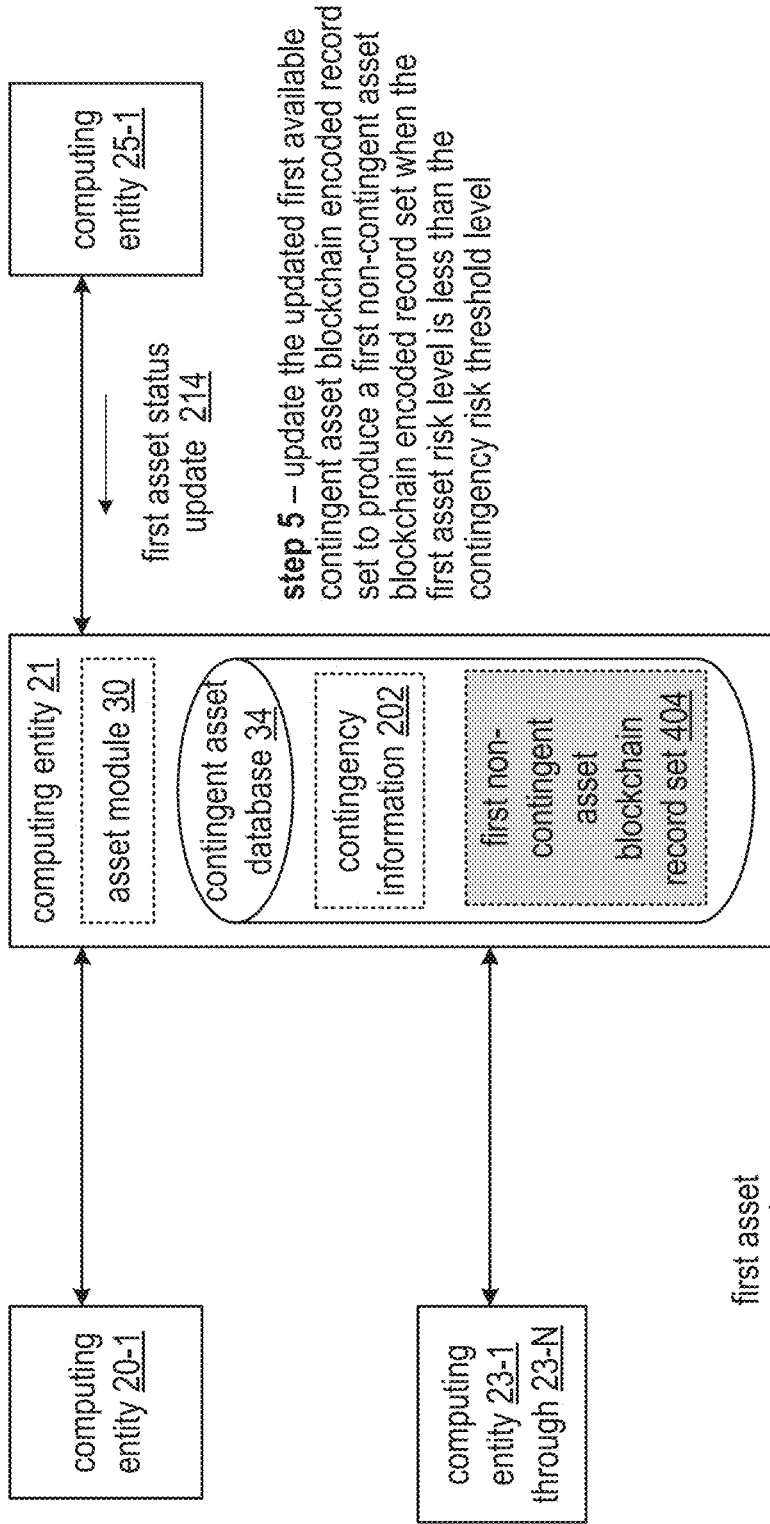 computing
entity 20-1
computing
entity 23-1
through 23-N
computing entity 21
asset module 30
contingent asset
database 34
contingency
information 202
first non-
contingent
asset
blockchain
record set 404
computing
entity 25-1
first asset status
update 214
step 5 – update the updated first available
contingent asset blockchain encoded record
set to produce a first non-contingent asset
blockchain encoded record set when the
first asset risk level is less than the
contingency risk threshold level
first asset